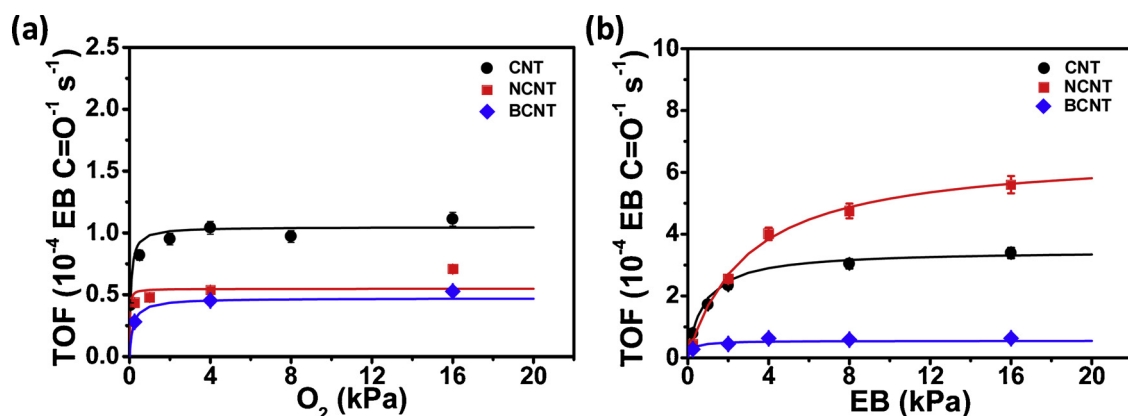 (a)
TOF (10⁻⁴ EB C=O⁻¹ s⁻¹)
2.5
2.0
1.5
1.0
0.5
0.0
CNT
NCNT
BCNT
0 4 8 12 16 20
O₂ (kPa)
(b)
TOF (10⁻⁴ EB C=O⁻¹ s⁻¹)
10
8
6
4
2
0
CNT
NCNT
BCNT
0 4 8 12 16 20
EB (kPa)